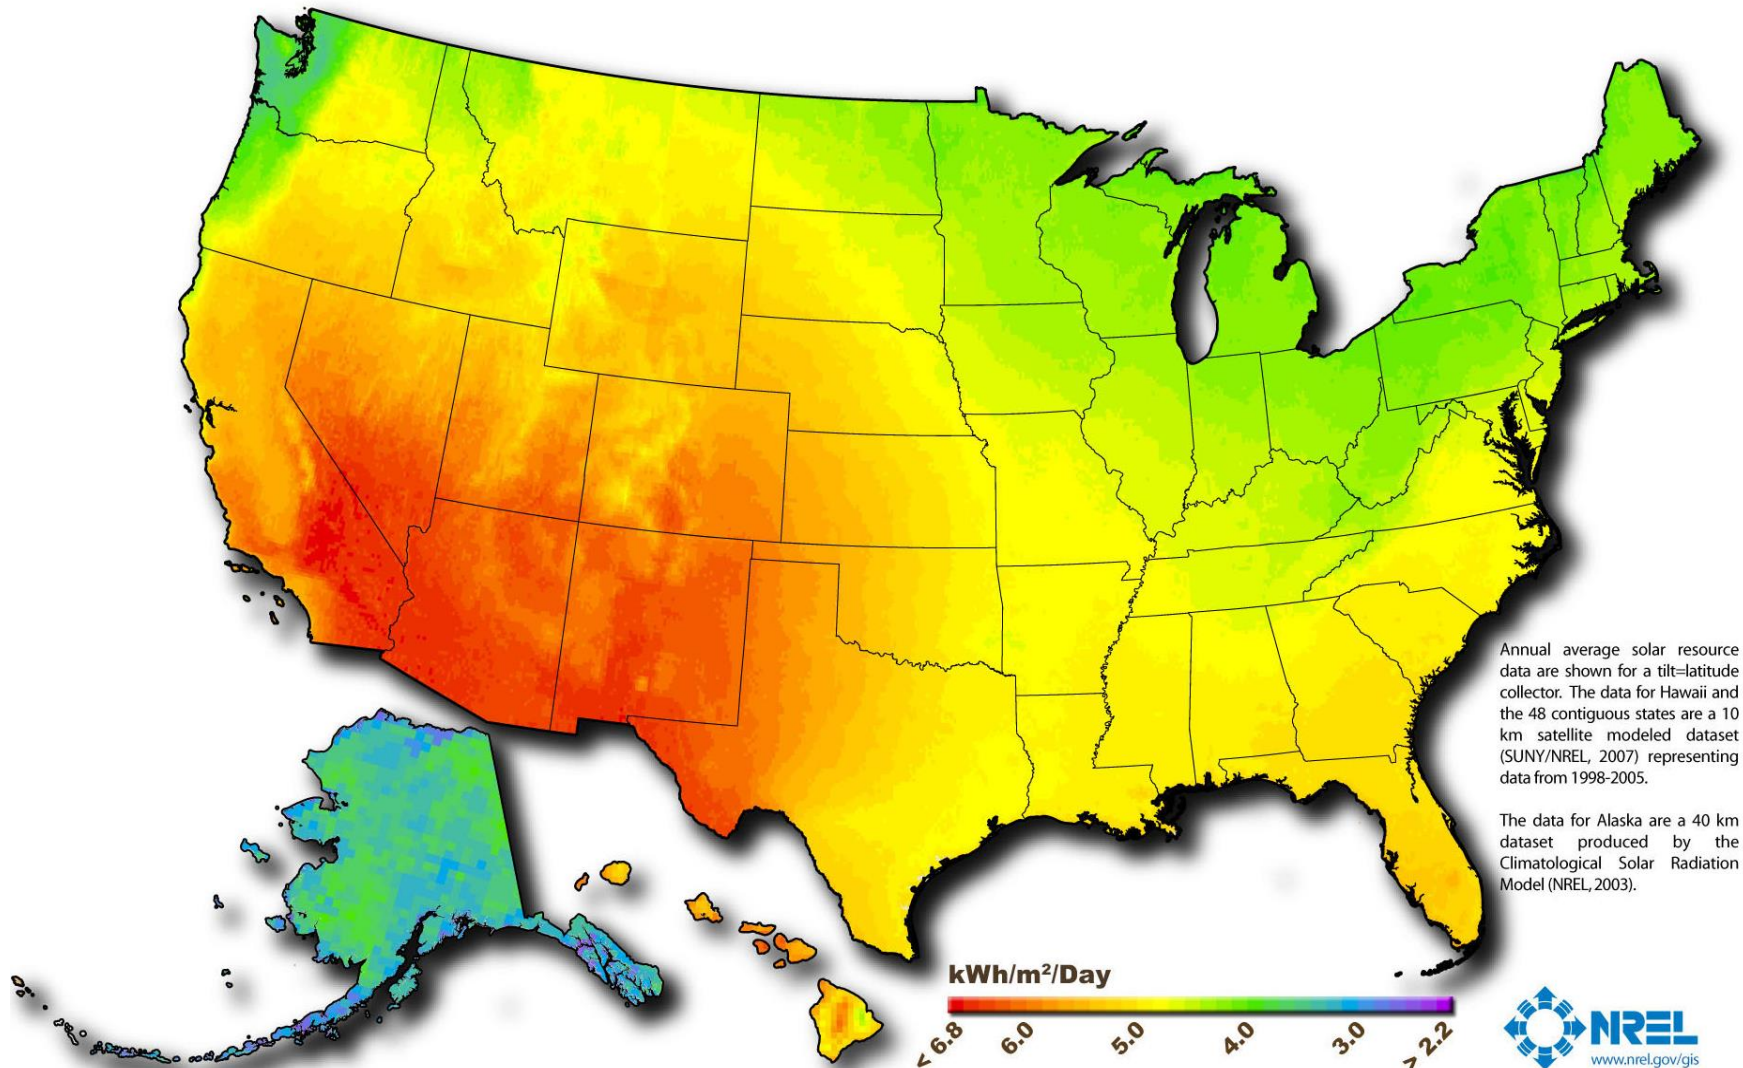 Annual average solar resource
data are shown for a tilt=latitude
collector. The data for Hawaii and
the 48 contiguous states are a 10
km satellite modeled dataset
(SUNY/NREL, 2007) representing
data from 1998-2005.
The data for Alaska are a 40 km
dataset produced by the
Climatological Solar Radiation
Model (NREL, 2003).
kWh/m²/Day
< 6.8 6.0 5.0 4.0 3.0 > 2.2
NREL
www.nrel.gov/gis